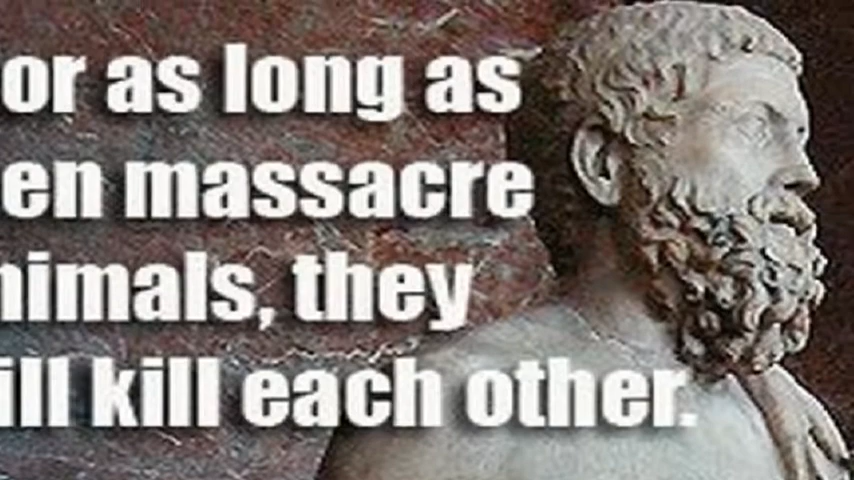 or as long as
en massacre
nimals, they
ill kill each other.